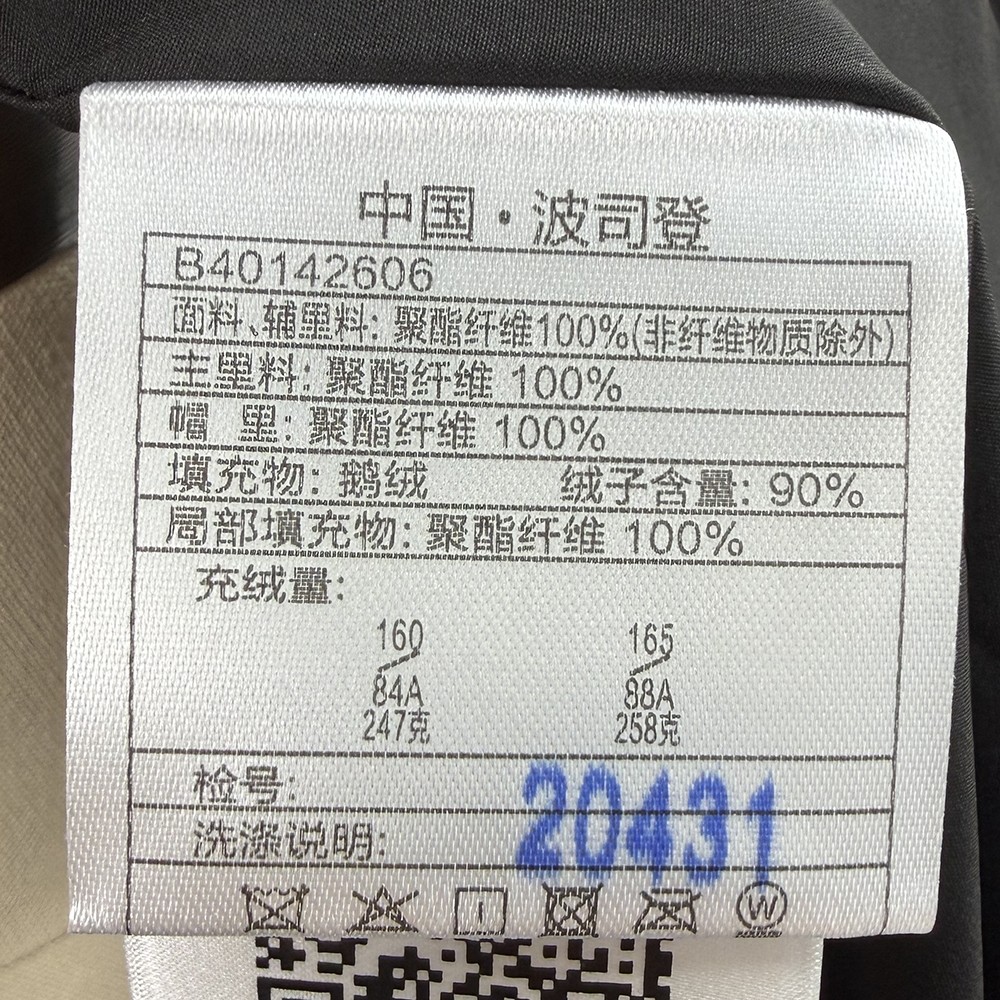 中国·波司登
B40142606
面料、辅里料: 聚酯纤维100%(非纤维物质除外)
主里料: 聚酯纤维 100%
帽 里: 聚酯纤维 100%
填充物: 鹅绒 绒子含量: 90%
局部填充物: 聚酯纤维 100%
充绒量:
160 165
84A 88A
247克 258克
检号: 20431
洗涤说明:
W